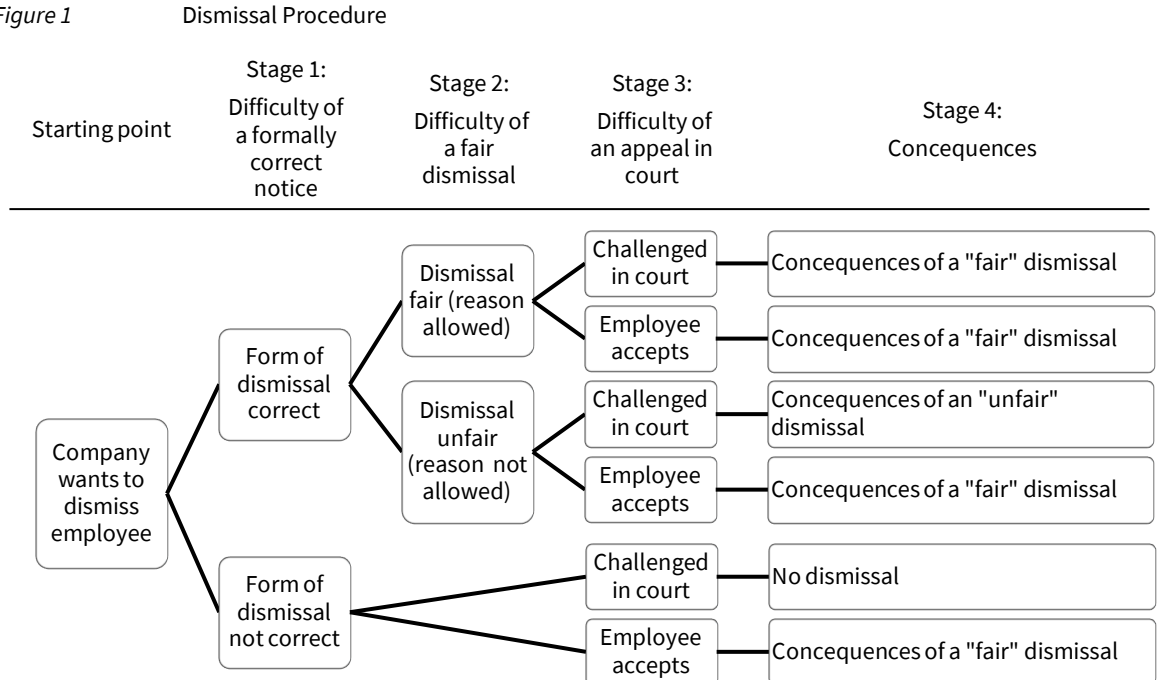 Figure 1 Dismissal Procedure
Starting point
Stage 1:
Difficulty of
a formally
correct
notice
Stage 2:
Difficulty of
a fair
dismissal
Stage 3:
Difficulty of
an appeal in
court
Stage 4:
Concequences
Company
wants to
dismiss
employee
Form of
dismissal
correct
Dismissal
fair (reason
allowed)
Challenged
in court
Concequences of a "fair" dismissal
Employee
accepts
Concequences of a "fair" dismissal
Dismissal
unfair
(reason not
allowed)
Challenged
in court
Concequences of an "unfair"
dismissal
Employee
accepts
Concequences of a "fair" dismissal
Form of
dismissal
not correct
Challenged
in court
No dismissal
Employee
accepts
Concequences of a "fair" dismissal